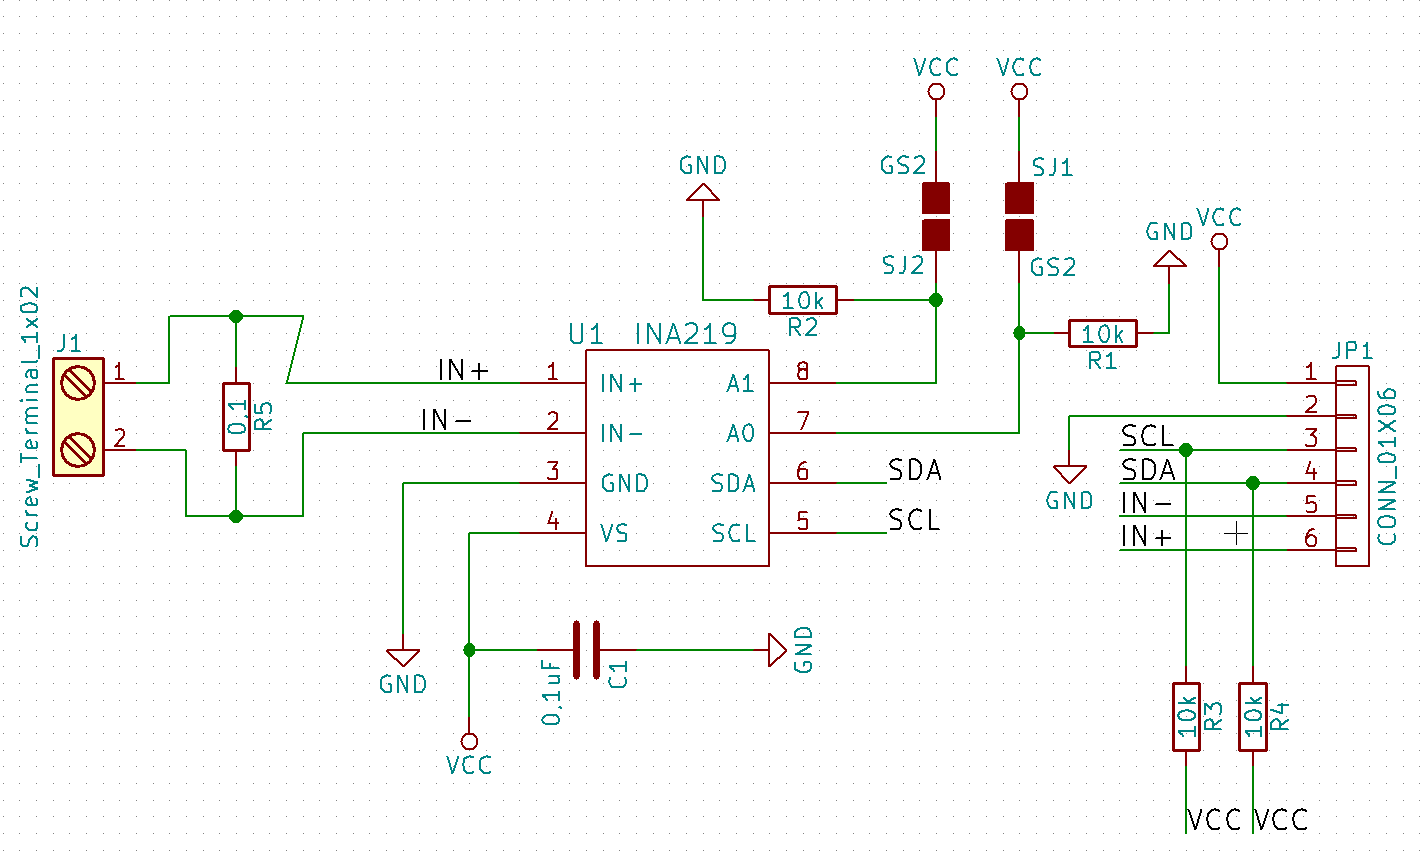 VCC
VCC
GS2
SJ1
GND
VCC
GND
SJ2
GS2
10k
R2
10k
R1
Screw_Terminal_1x02
J1
1
2
0.1
R5
IN+
IN-
U1 INA219
1 IN+ A1 8
2 IN- A0 7
3 GND SDA 6
4 VS SCL 5
SDA
SCL
JP1
1
2
SCL 3
SDA 4
IN- 5
IN+ 6
CONN_01X06
GND
GND
0.1uF
C1
GND
VCC
10k
R3
10k
R4
VCC
VCC